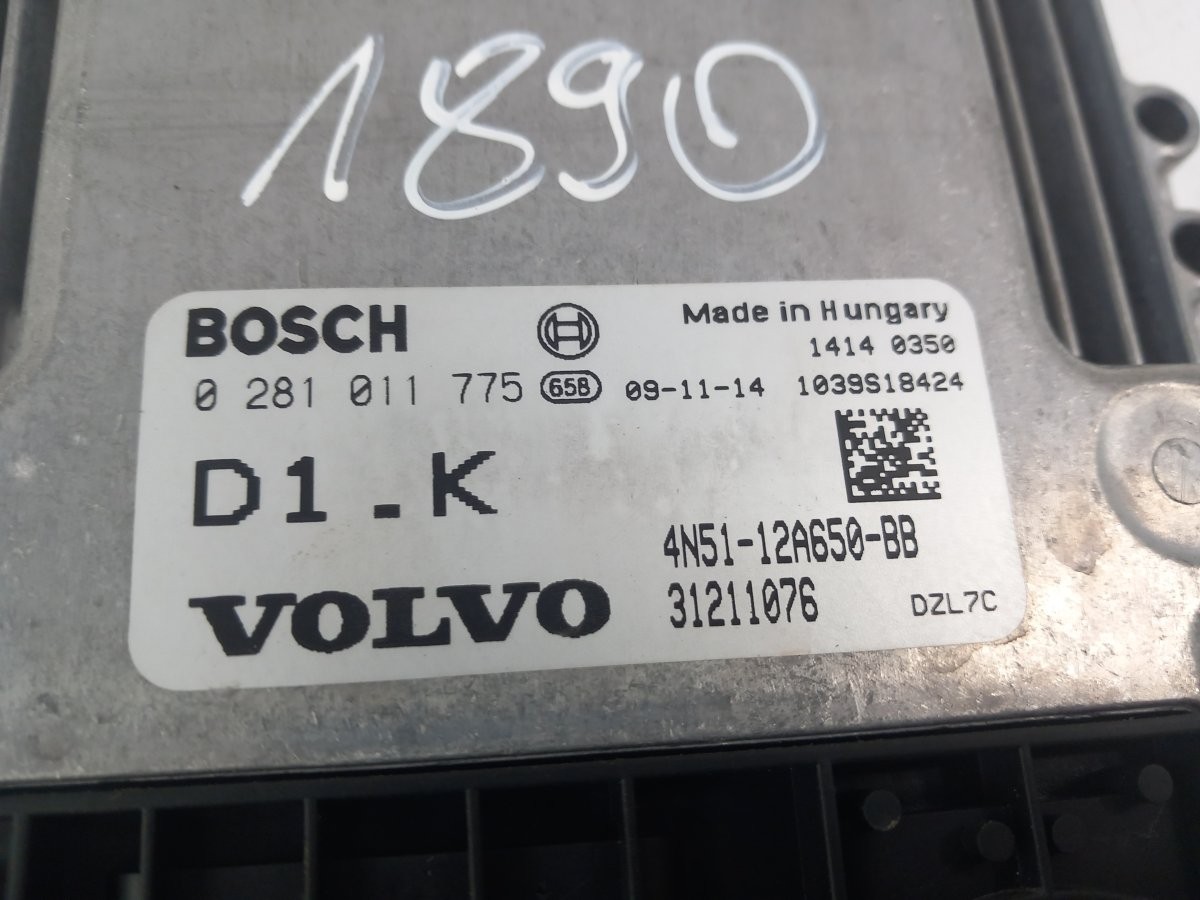 1890
BOSCH Made in Hungary
1414 0350
0 281 011 775 65B 09-11-14 1039S18424
D1.K
4N51-12A650-BB
VOLVO 31211076 DZL7C